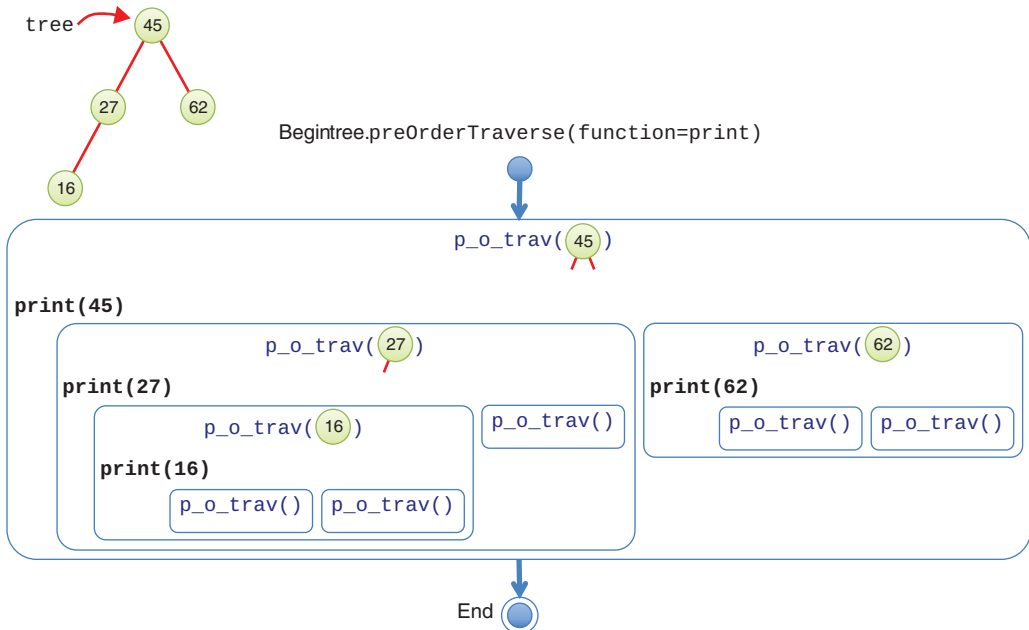 tree 45
27 62
16
Begintree.preOrderTraverse(function=print)
p_o_trav(45)
print(45)
p_o_trav(27) p_o_trav(62)
print(27) print(62)
p_o_trav(16) p_o_trav() p_o_trav() p_o_trav()
print(16)
p_o_trav() p_o_trav()
End